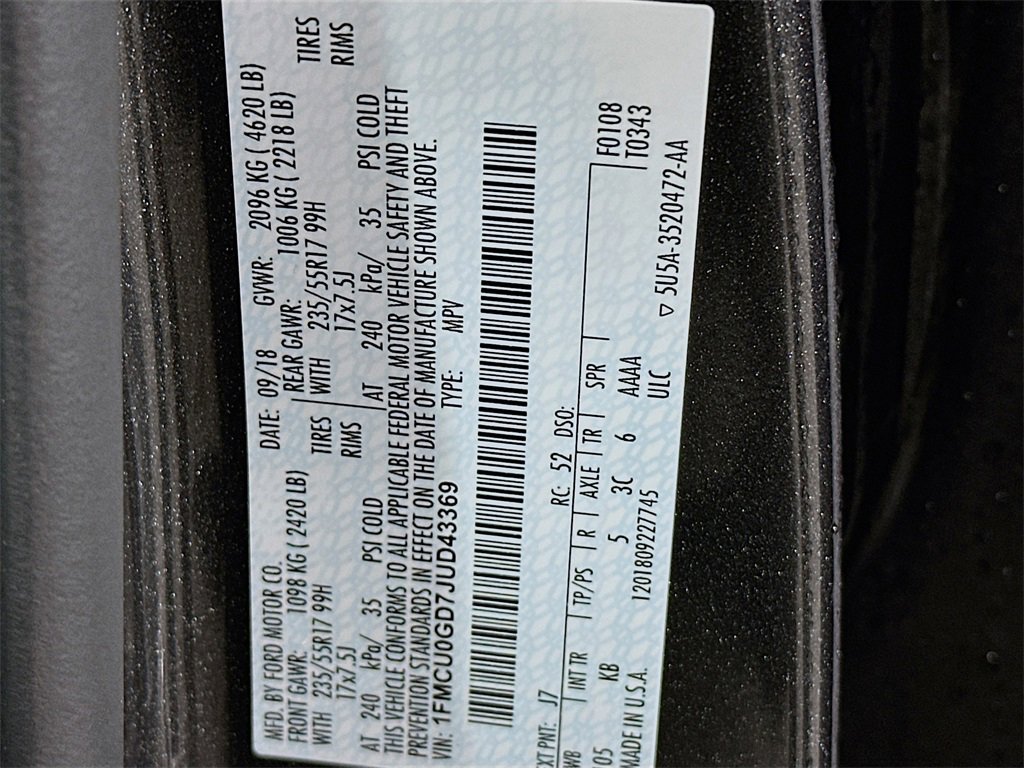 MFD. BY FORD MOTOR CO. DATE: 09/18 GVWR: 2096 KG ( 4620 LB)
FRONT GAWR: 1098 KG ( 2420 LB) REAR GAWR: 1006 KG ( 2218 LB)
WITH 235/55R17 99H TIRES WITH 235/55R17 99H TIRES
17x7.5J RIMS 17x7.5J RIMS
AT 240 kPa/ 35 PSI COLD AT 240 kPa/ 35 PSI COLD
THIS VEHICLE CONFORMS TO ALL APPLICABLE FEDERAL MOTOR VEHICLE SAFETY AND THEFT
PREVENTION STANDARDS IN EFFECT ON THE DATE OF MANUFACTURE SHOWN ABOVE.
VIN: 1FMCU0GD7JUD43369 TYPE: MPV
XT PNT: J7 RC: 52 DSO:
WB INT TR TP/PS R AXLE TR SPR F0108
105 KB 5 3C 6 AAAA T0343
MADE IN U.S.A. 1201809227745 ULC
5U5A-3520472-AA